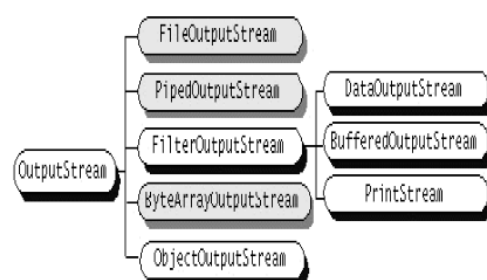 FileOutputStream
PipedOutputStream
DataOutputStream
FilterOutputStream
BufferedOutputStream
OutputStream
ByteArrayOutputStream
PrintStream
ObjectOutputStream